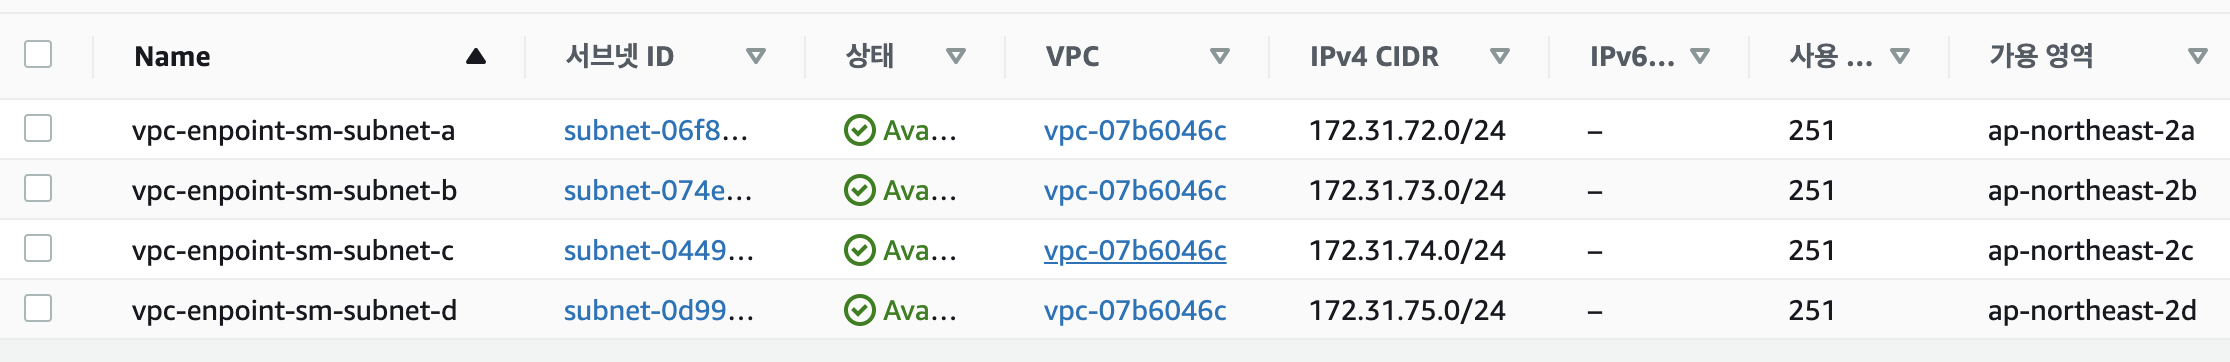 Name 서브넷 ID 상태 VPC IPv4 CIDR IPv6... 사용 ... 가용 영역
vpc-enpoint-sm-subnet-a subnet-06f8... Ava... vpc-07b6046c 172.31.72.0/24 – 251 ap-northeast-2a
vpc-enpoint-sm-subnet-b subnet-074e... Ava... vpc-07b6046c 172.31.73.0/24 – 251 ap-northeast-2b
vpc-enpoint-sm-subnet-c subnet-0449... Ava... vpc-07b6046c 172.31.74.0/24 – 251 ap-northeast-2c
vpc-enpoint-sm-subnet-d subnet-0d99... Ava... vpc-07b6046c 172.31.75.0/24 – 251 ap-northeast-2d